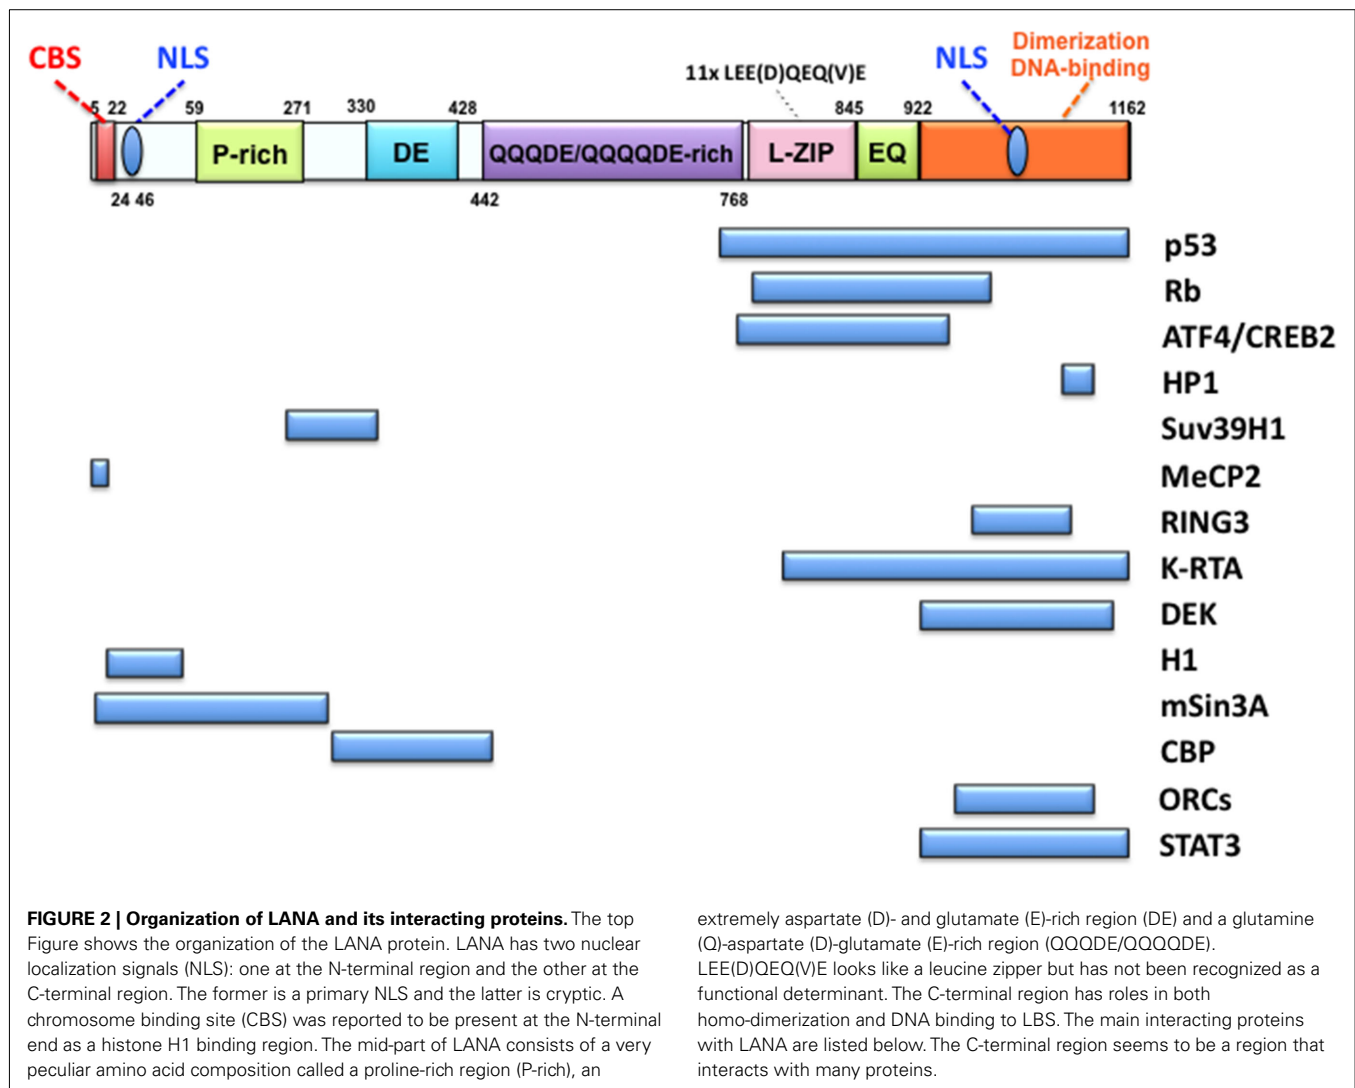 CBS
NLS
NLS
Dimerization
DNA-binding
11x LEE(D)QEQ(V)E
5 22 59 271 330 428 845 922 1162
P-rich DE QQQDE/QQQQDE-rich L-ZIP EQ
24 46 442 768
p53
Rb
ATF4/CREB2
HP1
Suv39H1
MeCP2
RING3
K-RTA
DEK
H1
mSin3A
CBP
ORCs
STAT3
FIGURE 2 | Organization of LANA and its interacting proteins. The top
Figure shows the organization of the LANA protein. LANA has two nuclear
localization signals (NLS): one at the N-terminal region and the other at the
C-terminal region. The former is a primary NLS and the latter is cryptic. A
chromosome binding site (CBS) was reported to be present at the N-terminal
end as a histone H1 binding region. The mid-part of LANA consists of a very
peculiar amino acid composition called a proline-rich region (P-rich), an
extremely aspartate (D)- and glutamate (E)-rich region (DE) and a glutamine
(Q)-aspartate (D)-glutamate (E)-rich region (QQQDE/QQQQDE).
LEE(D)QEQ(V)E looks like a leucine zipper but has not been recognized as a
functional determinant. The C-terminal region has roles in both
homo-dimerization and DNA binding to LBS. The main interacting proteins
with LANA are listed below. The C-terminal region seems to be a region that
interacts with many proteins.